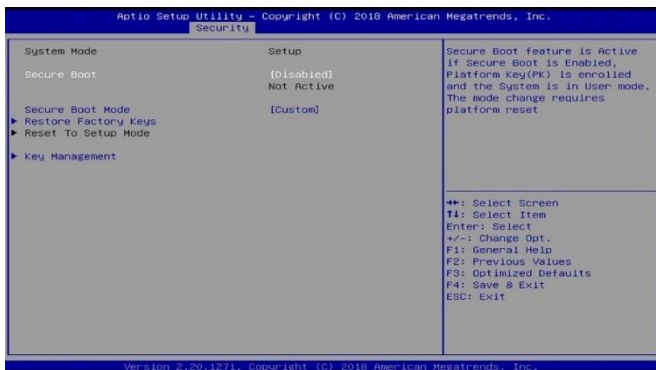 Aptio Setup Utility – Copyright (C) 2018 American Megatrends, Inc.
Security
System Mode Setup
Secure Boot [Disabled]
Not Active
Secure Boot Mode [Custom]
▶ Restore Factory Keys
▶ Reset To Setup Mode
▶ Key Management
Secure Boot feature is Active
if Secure Boot is Enabled,
Platform Key(PK) is enrolled
and the System is in User mode.
The mode change requires
platform reset
→←: Select Screen
↑↓: Select Item
Enter: Select
+/-: Change Opt.
F1: General Help
F2: Previous Values
F3: Optimized Defaults
F4: Save & Exit
ESC: Exit
Version 2.20.1271. Copyright (C) 2018 American Megatrends, Inc.